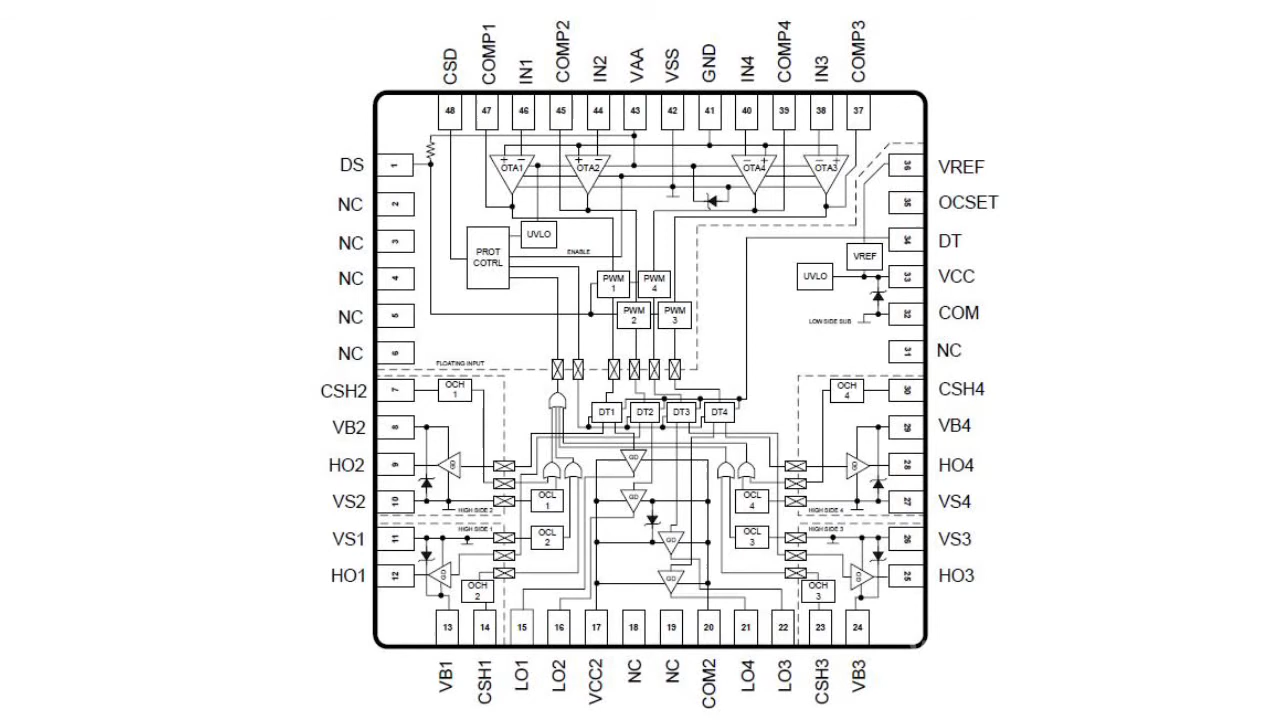 CSD
COMP1
IN1
COMP2
IN2
VAA
VSS
GND
IN4
COMP4
IN3
COMP3
48
47
46
45
44
43
42
41
40
39
38
37
DS
1
NC
2
NC
3
NC
4
NC
5
NC
6
CSH2
7
VB2
8
HO2
9
VS2
10
VS1
11
HO1
12
36
VREF
35
OCSET
34
DT
33
VCC
32
COM
31
NC
30
CSH4
29
VB4
28
HO4
27
VS4
26
VS3
25
HO3
+
−
OTA1
+
−
OTA2
−
+
OTA4
−
+
OTA3
UVLO
PROT
COTRL
ENABLE
PWM
1
PWM
4
PWM
2
PWM
3
UVLO
VREF
LOW SIDE SUB
FLOATING INPUT
OCH
1
DT1
DT2
DT3
DT4
OCH
4
GD
GD
GD
OCL
1
GD
OCL
4
HIGH SIDE 2
HIGH SIDE 4
HIGH SIDE 1
HIGH SIDE 3
OCL
2
GD
OCL
3
GD
OCH
2
GD
OCH
3
GD
13
14
15
16
17
18
19
20
21
22
23
24
VB1
CSH1
LO1
LO2
VCC2
NC
NC
COM2
LO4
LO3
CSH3
VB3